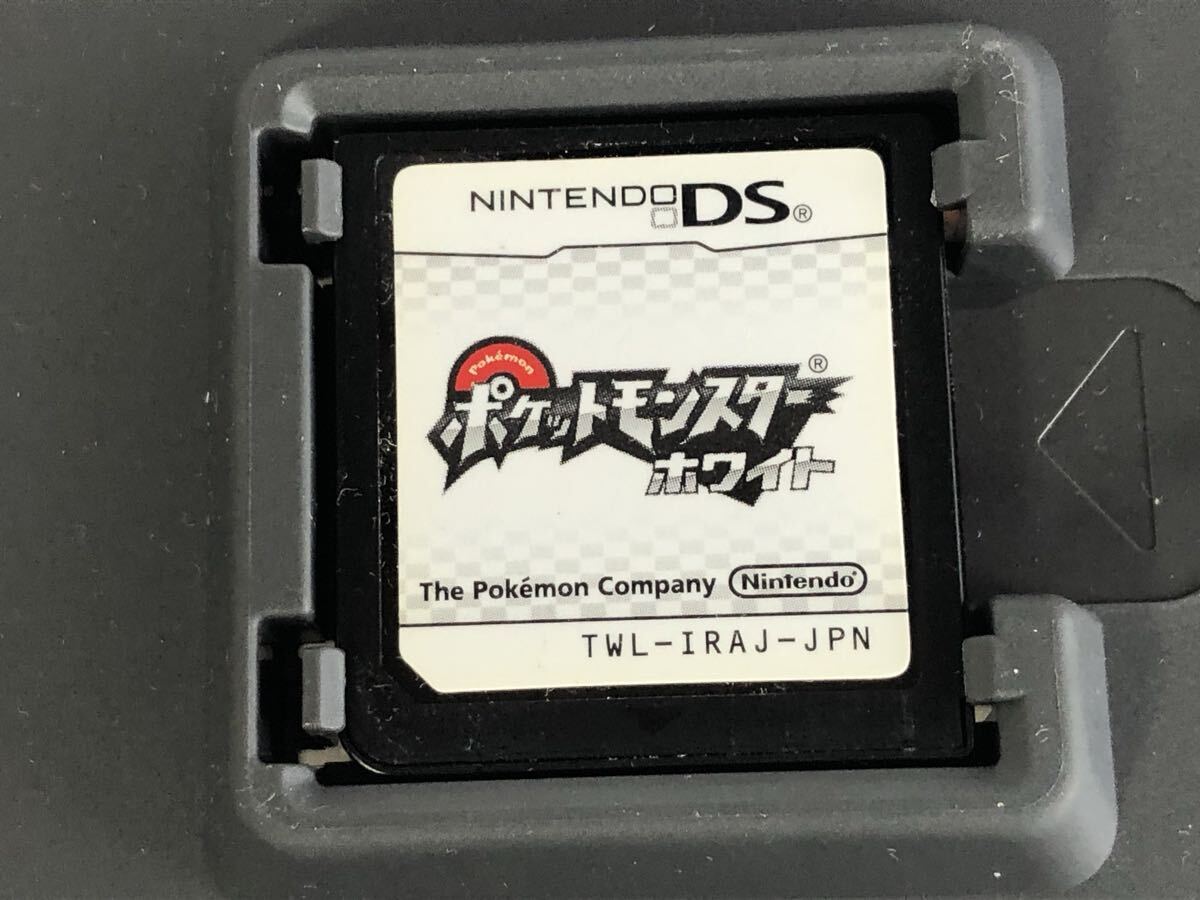 NINTENDO DS®
Pokémon
ポケットモンスター®
ホワイト
The Pokémon Company Nintendo®
TWL-IRAJ-JPN